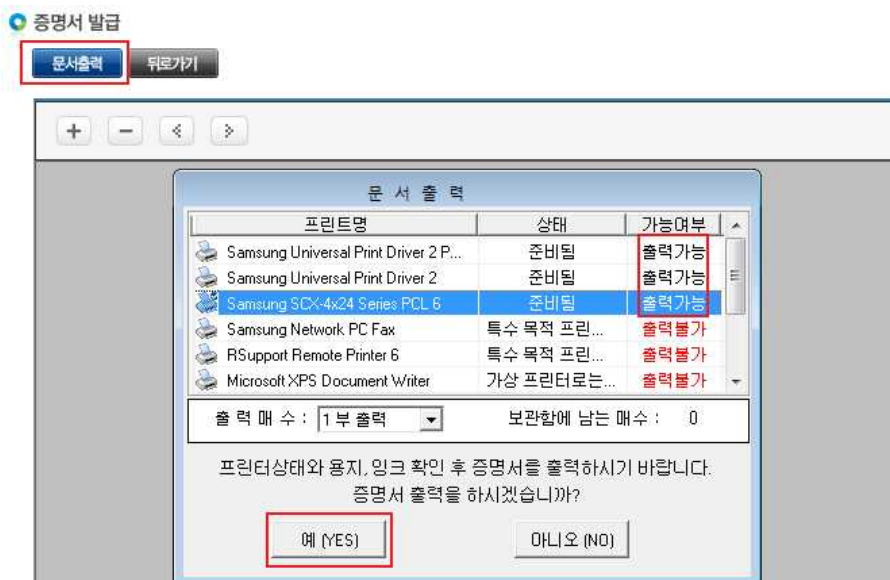 증명서 발급
문서출력 뒤로가기
문 서 출 력
프린트명 상태 가능여부
Samsung Universal Print Driver 2 P... 준비됨 출력가능
Samsung Universal Print Driver 2 준비됨 출력가능
Samsung SCX-4x24 Series PCL 6 준비됨 출력가능
Samsung Network PC Fax 특수 목적 프린... 출력불가
RSupport Remote Printer 6 특수 목적 프린... 출력불가
Microsoft XPS Document Writer 가상 프린터로는... 출력불가
출 력 매 수 : 1 부 출력 보관함에 남는 매수 : 0
프린터상태와 용지,잉크 확인 후 증명서를 출력하시기 바랍니다.
증명서 출력을 하시겠습니까?
예 (YES) 아니오 (NO)